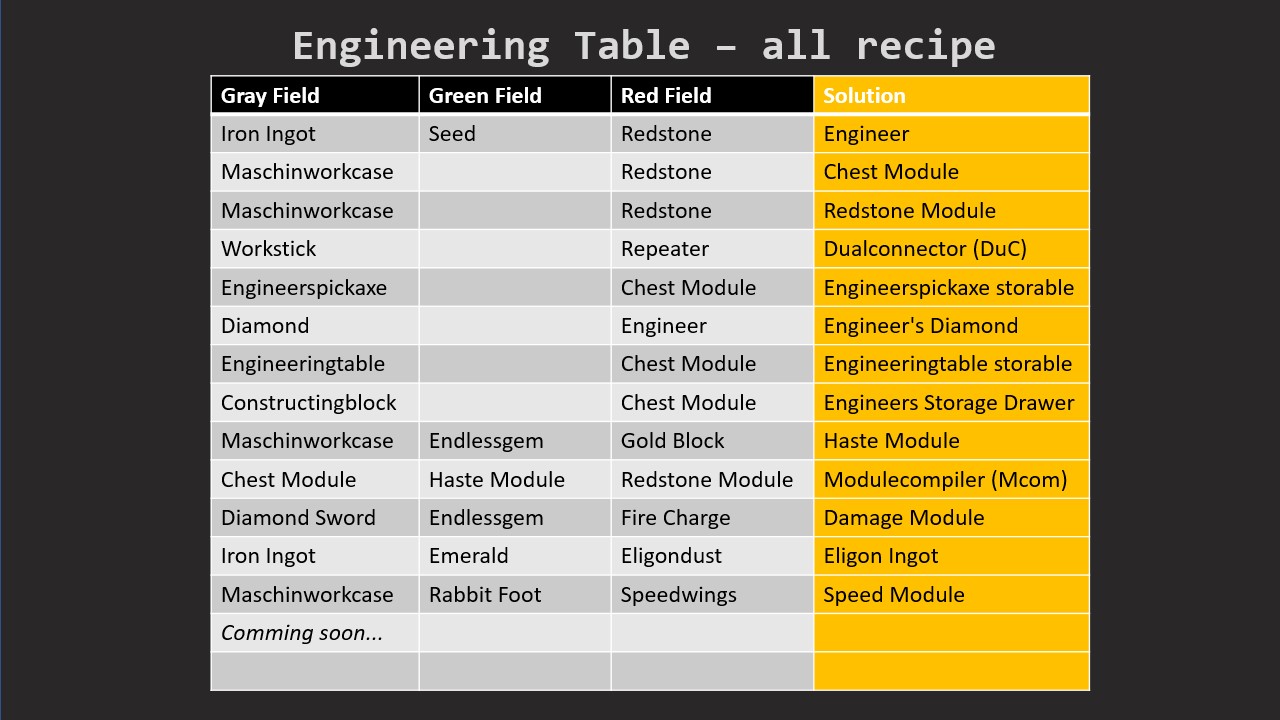 Engineering Table – all recipe
Gray Field Green Field Red Field Solution
Iron Ingot Seed Redstone Engineer
Maschinworkcase Redstone Chest Module
Maschinworkcase Redstone Redstone Module
Workstick Repeater Dualconnector (DuC)
Engineerspickaxe Chest Module Engineerspickaxe storable
Diamond Engineer Engineer's Diamond
Engineeringtable Chest Module Engineeringtable storable
Constructingblock Chest Module Engineers Storage Drawer
Maschinworkcase Endlessgem Gold Block Haste Module
Chest Module Haste Module Redstone Module Modulecompiler (Mcom)
Diamond Sword Endlessgem Fire Charge Damage Module
Iron Ingot Emerald Eligondust Eligon Ingot
Maschinworkcase Rabbit Foot Speedwings Speed Module
Comming soon...